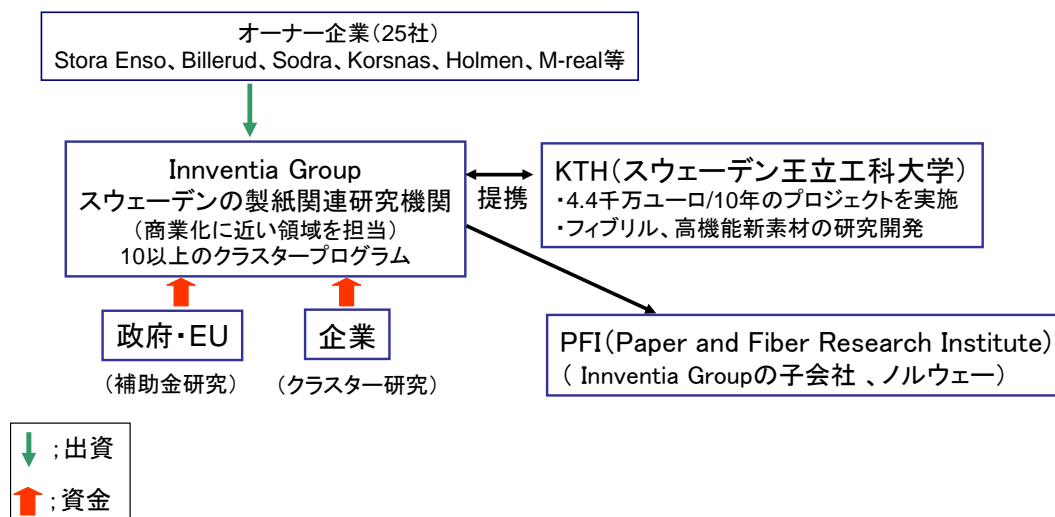 オーナー企業(25社)
Stora Enso、Billerud、Sodra、Korsnas、Holmen、M-real等
Innventia Group
スウェーデンの製紙関連研究機関
(商業化に近い領域を担当)
10以上のクラスタープログラム
提携
KTH(スウェーデン王立工科大学)
・4.4千万ユーロ/10年のプロジェクトを実施
・フィブリル、高機能新素材の研究開発
政府・EU
(補助金研究)
企業
(クラスター研究)
PFI(Paper and Fiber Research Institute)
( Innventia Groupの子会社 、ノルウェー)
;出資
;資金